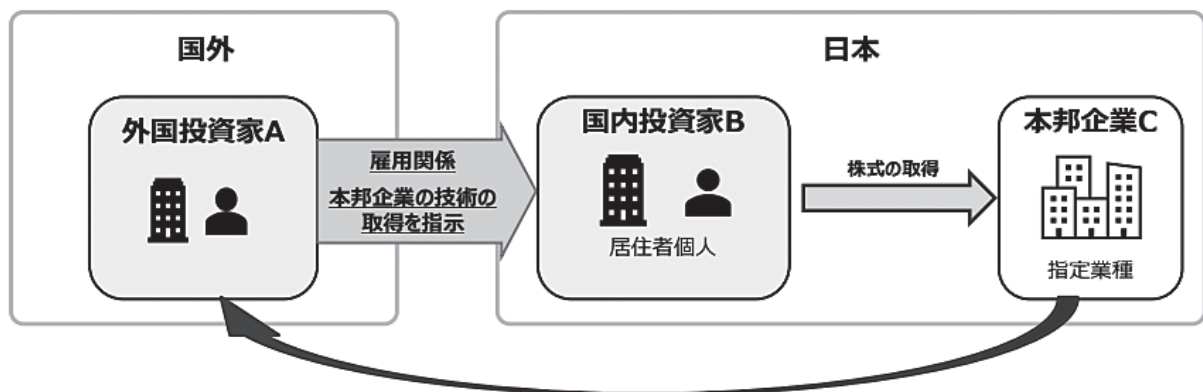 国外
日本
外国投資家A
雇用関係
本邦企業の技術の
取得を指示
国内投資家B
居住者個人
株式の取得
本邦企業C
指定業種